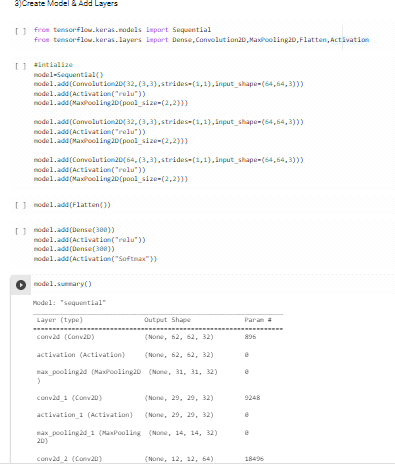 3)Create Model & Add Layers
[ ] from tensorflow.keras.models import Sequential
from tensorflow.keras.layers import Dense,Convolution2D,MaxPooling2D,Flatten,Activation
[ ] #intialize
model=Sequential()
model.add(Convolution2D(32,(3,3),strides=(1,1),input_shape=(64,64,3)))
model.add(Activation("relu"))
model.add(MaxPooling2D(pool_size=(2,2)))
model.add(Convolution2D(32,(3,3),strides=(1,1),input_shape=(64,64,3)))
model.add(Activation("relu"))
model.add(MaxPooling2D(pool_size=(2,2)))
model.add(Convolution2D(64,(3,3),strides=(1,1),input_shape=(64,64,3)))
model.add(Activation("relu"))
model.add(MaxPooling2D(pool_size=(2,2)))
[ ] model.add(Flatten())
[ ] model.add(Dense(300))
model.add(Activation("relu"))
model.add(Dense(300))
model.add(Activation("Softmax"))
model.summary()
Model: "sequential"
Layer (type) Output Shape Param #
conv2d (Conv2D) (None, 62, 62, 32) 896
activation (Activation) (None, 62, 62, 32) 0
max_pooling2d (MaxPooling2D (None, 31, 31, 32) 0
)
conv2d_1 (Conv2D) (None, 29, 29, 32) 9248
activation_1 (Activation) (None, 29, 29, 32) 0
max_pooling2d_1 (MaxPooling (None, 14, 14, 32) 0
2D)
conv2d_2 (Conv2D) (None, 12, 12, 64) 18496